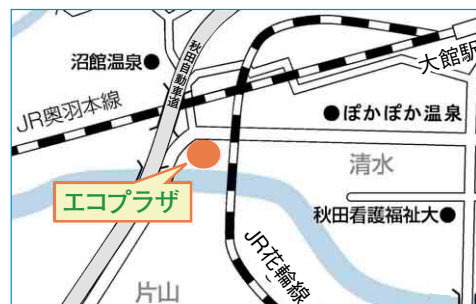 沼館温泉
秋田自動車道
大館駅
JR奥羽本線
ぽかぽか温泉
清水
エコプラザ
秋田看護福祉大
JR花輪線
片山